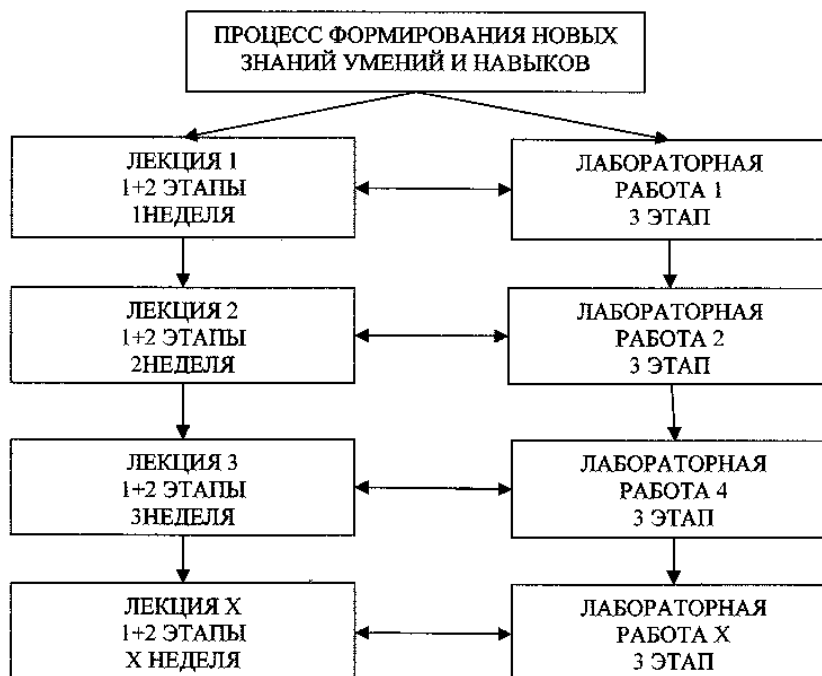 ПРОЦЕСС ФОРМИРОВАНИЯ НОВЫХ
ЗНАНИЙ УМЕНИЙ И НАВЫКОВ
ЛЕКЦИЯ 1
1+2 ЭТАПЫ
1НЕДЕЛЯ
ЛАБОРАТОРНАЯ
РАБОТА 1
3 ЭТАП
ЛЕКЦИЯ 2
1+2 ЭТАПЫ
2НЕДЕЛЯ
ЛАБОРАТОРНАЯ
РАБОТА 2
3 ЭТАП
ЛЕКЦИЯ 3
1+2 ЭТАПЫ
3НЕДЕЛЯ
ЛАБОРАТОРНАЯ
РАБОТА 4
3 ЭТАП
ЛЕКЦИЯ X
1+2 ЭТАПЫ
X НЕДЕЛЯ
ЛАБОРАТОРНАЯ
РАБОТА X
3 ЭТАП